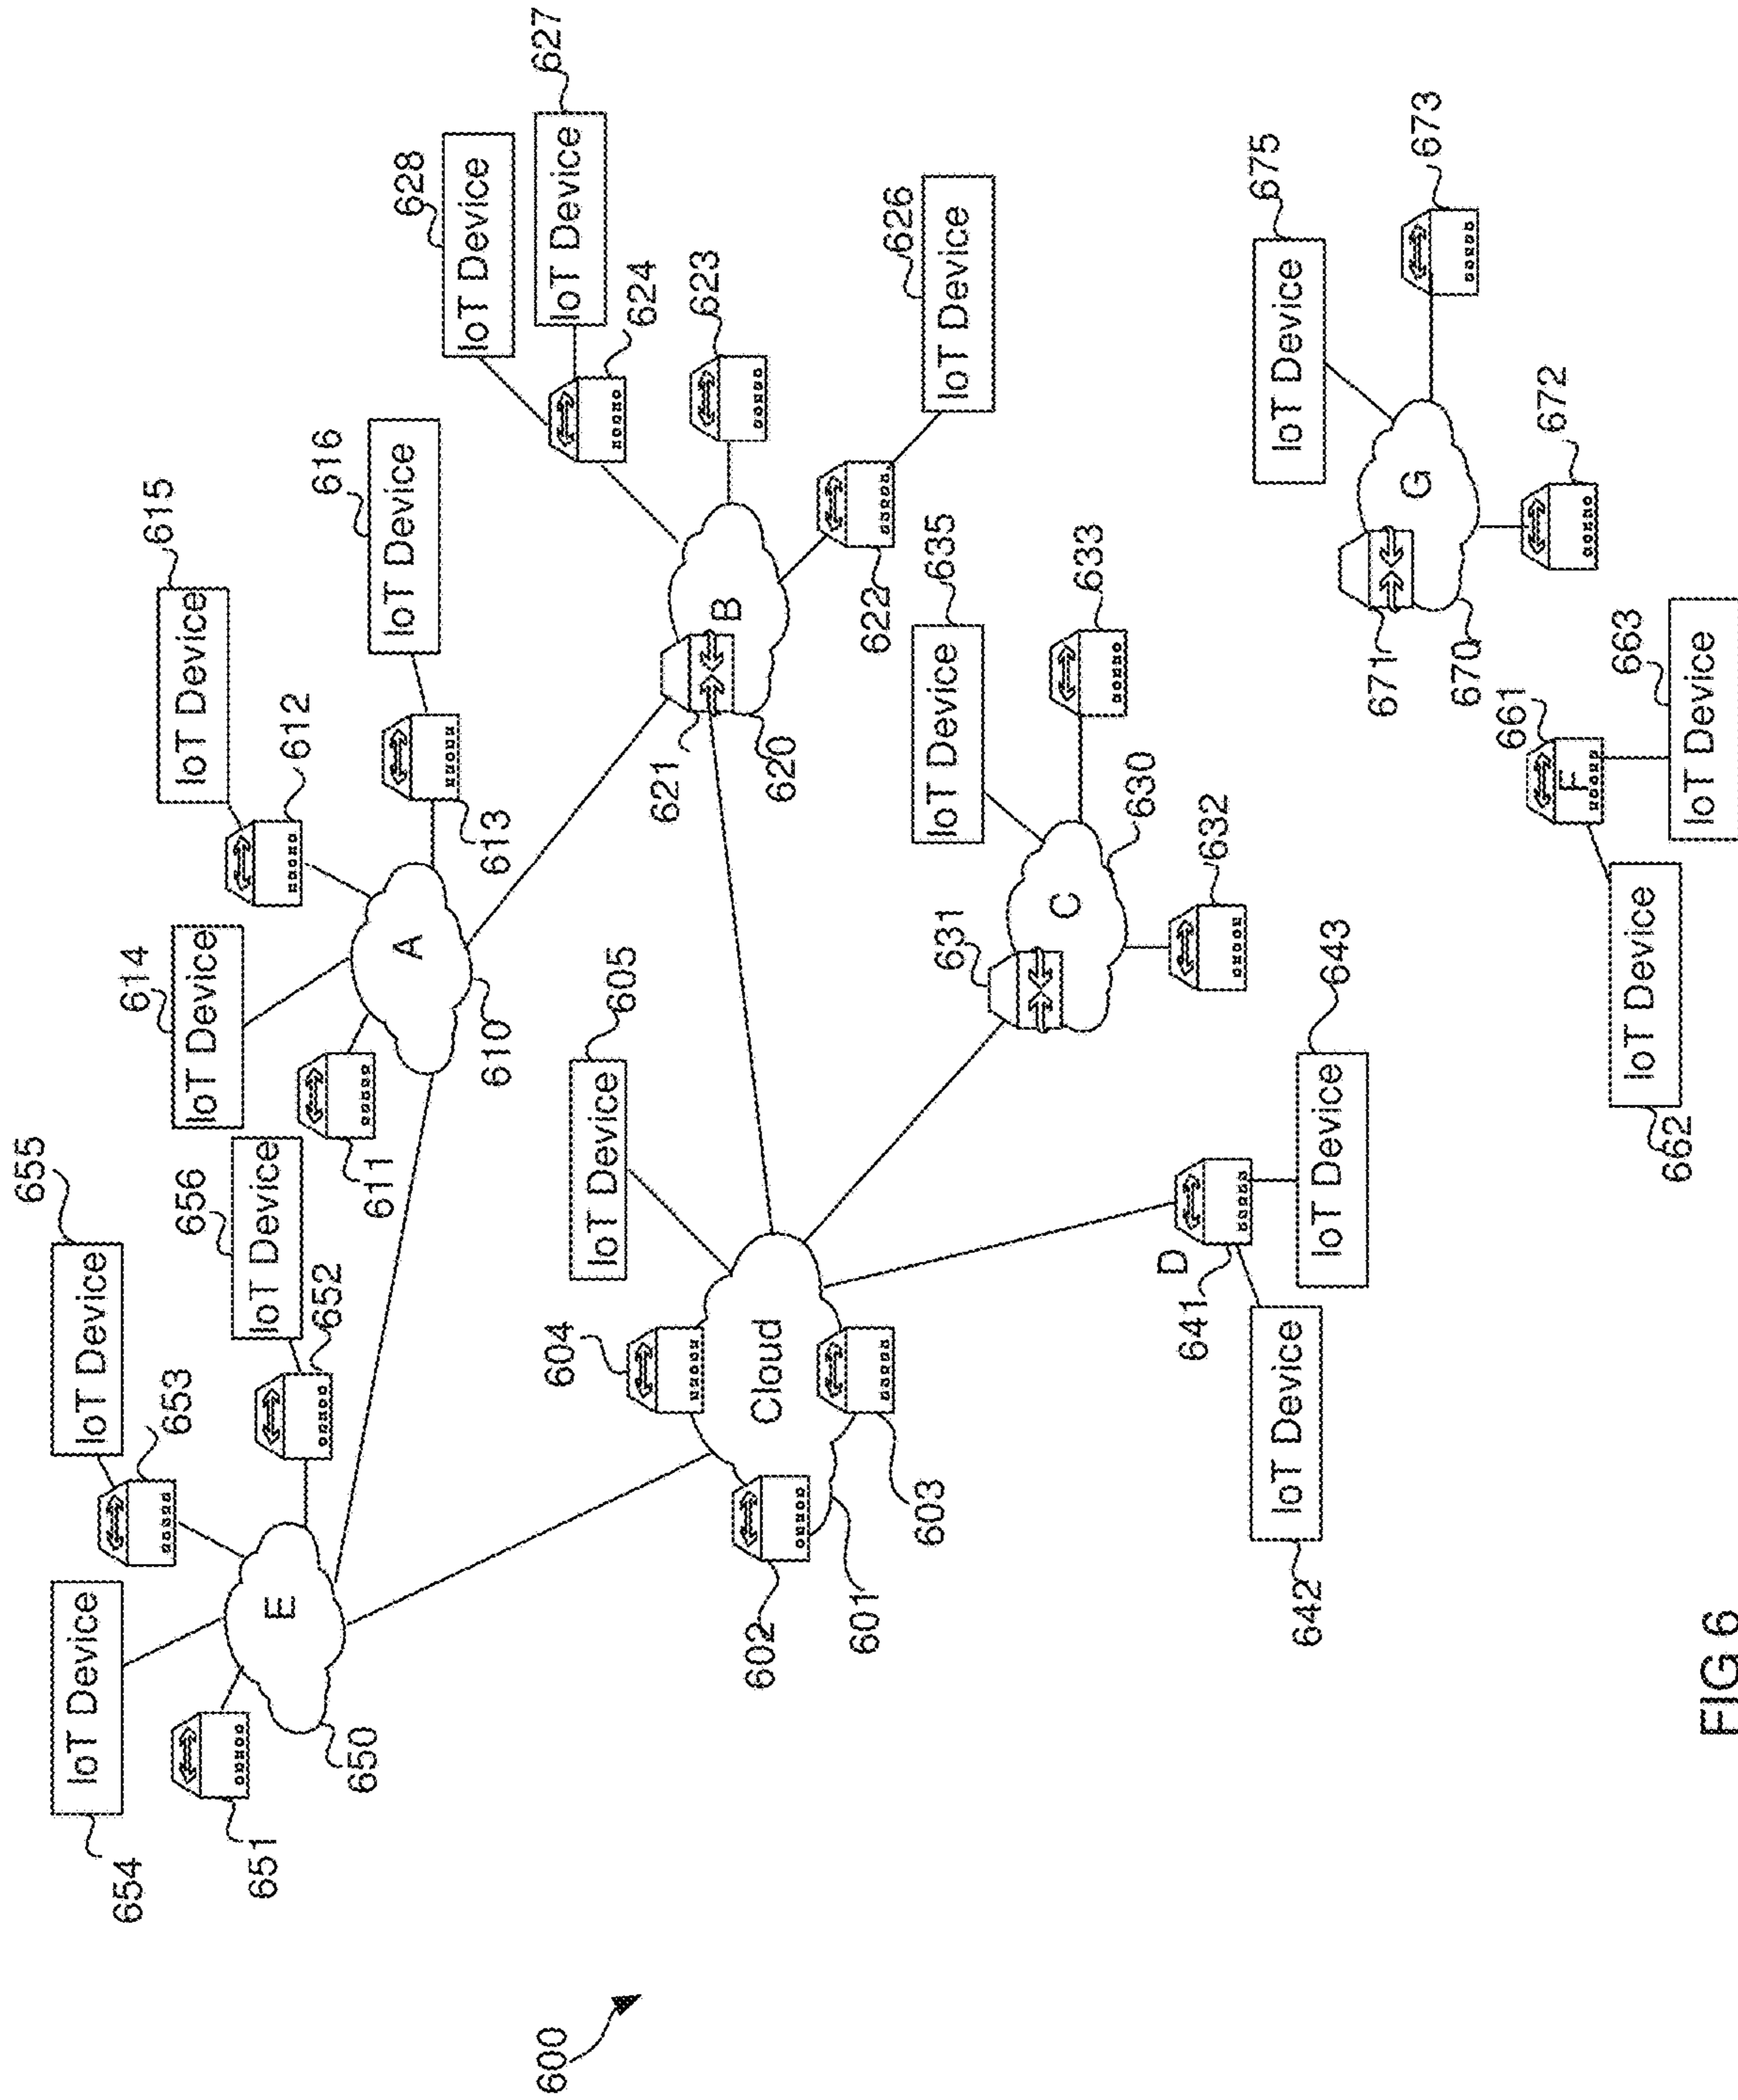 600
654
IoT Device
655
IoT Device
653
651
E
650
652
656
IoT Device
614
IoT Device
615
IoT Device
612
611
A
610
613
616
IoT Device
628
IoT Device
627
IoT Device
624
623
B
621
620
622
626
IoT Device
604
605
IoT Device
Cloud
602
601
603
635
IoT Device
631
C
630
633
632
D
641
642
IoT Device
643
IoT Device
675
IoT Device
673
G
671
670
672
661
F
662
IoT Device
663
IoT Device
FIG 6